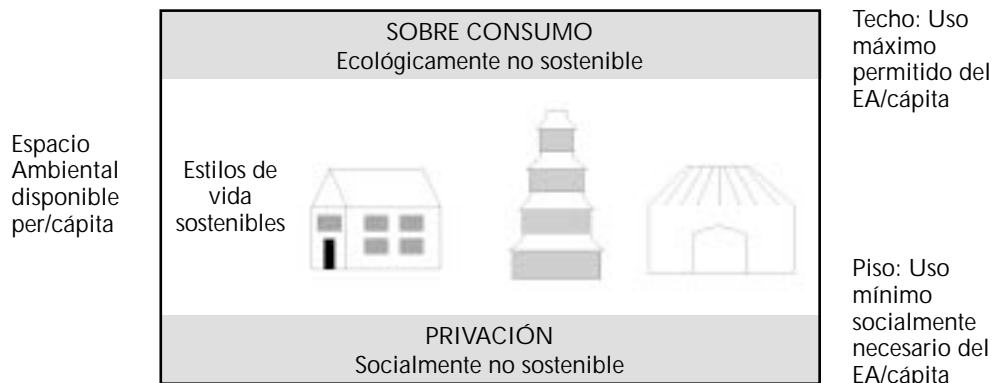 SOBRE CONSUMO
Ecológicamente no sostenible
Techo: Uso
máximo
permitido del
EA/cápita
Espacio
Ambiental
disponible
per/cápita
Estilos de
vida
sostenibles
Piso: Uso
mínimo
socialmente
necesario del
EA/cápita
PRIVACIÓN
Socialmente no sostenible